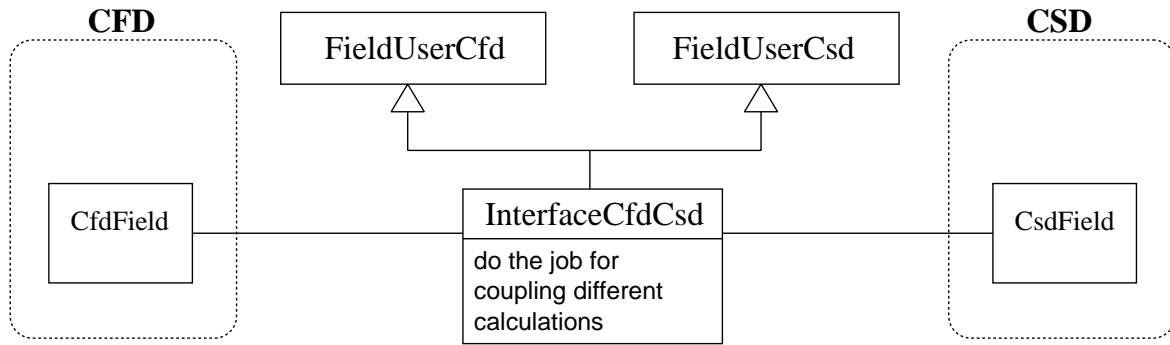 CFD
CSD
FieldUserCfd
FieldUserCsd
CfdField
InterfaceCfdCsd
CsdField
do the job for
coupling different
calculations